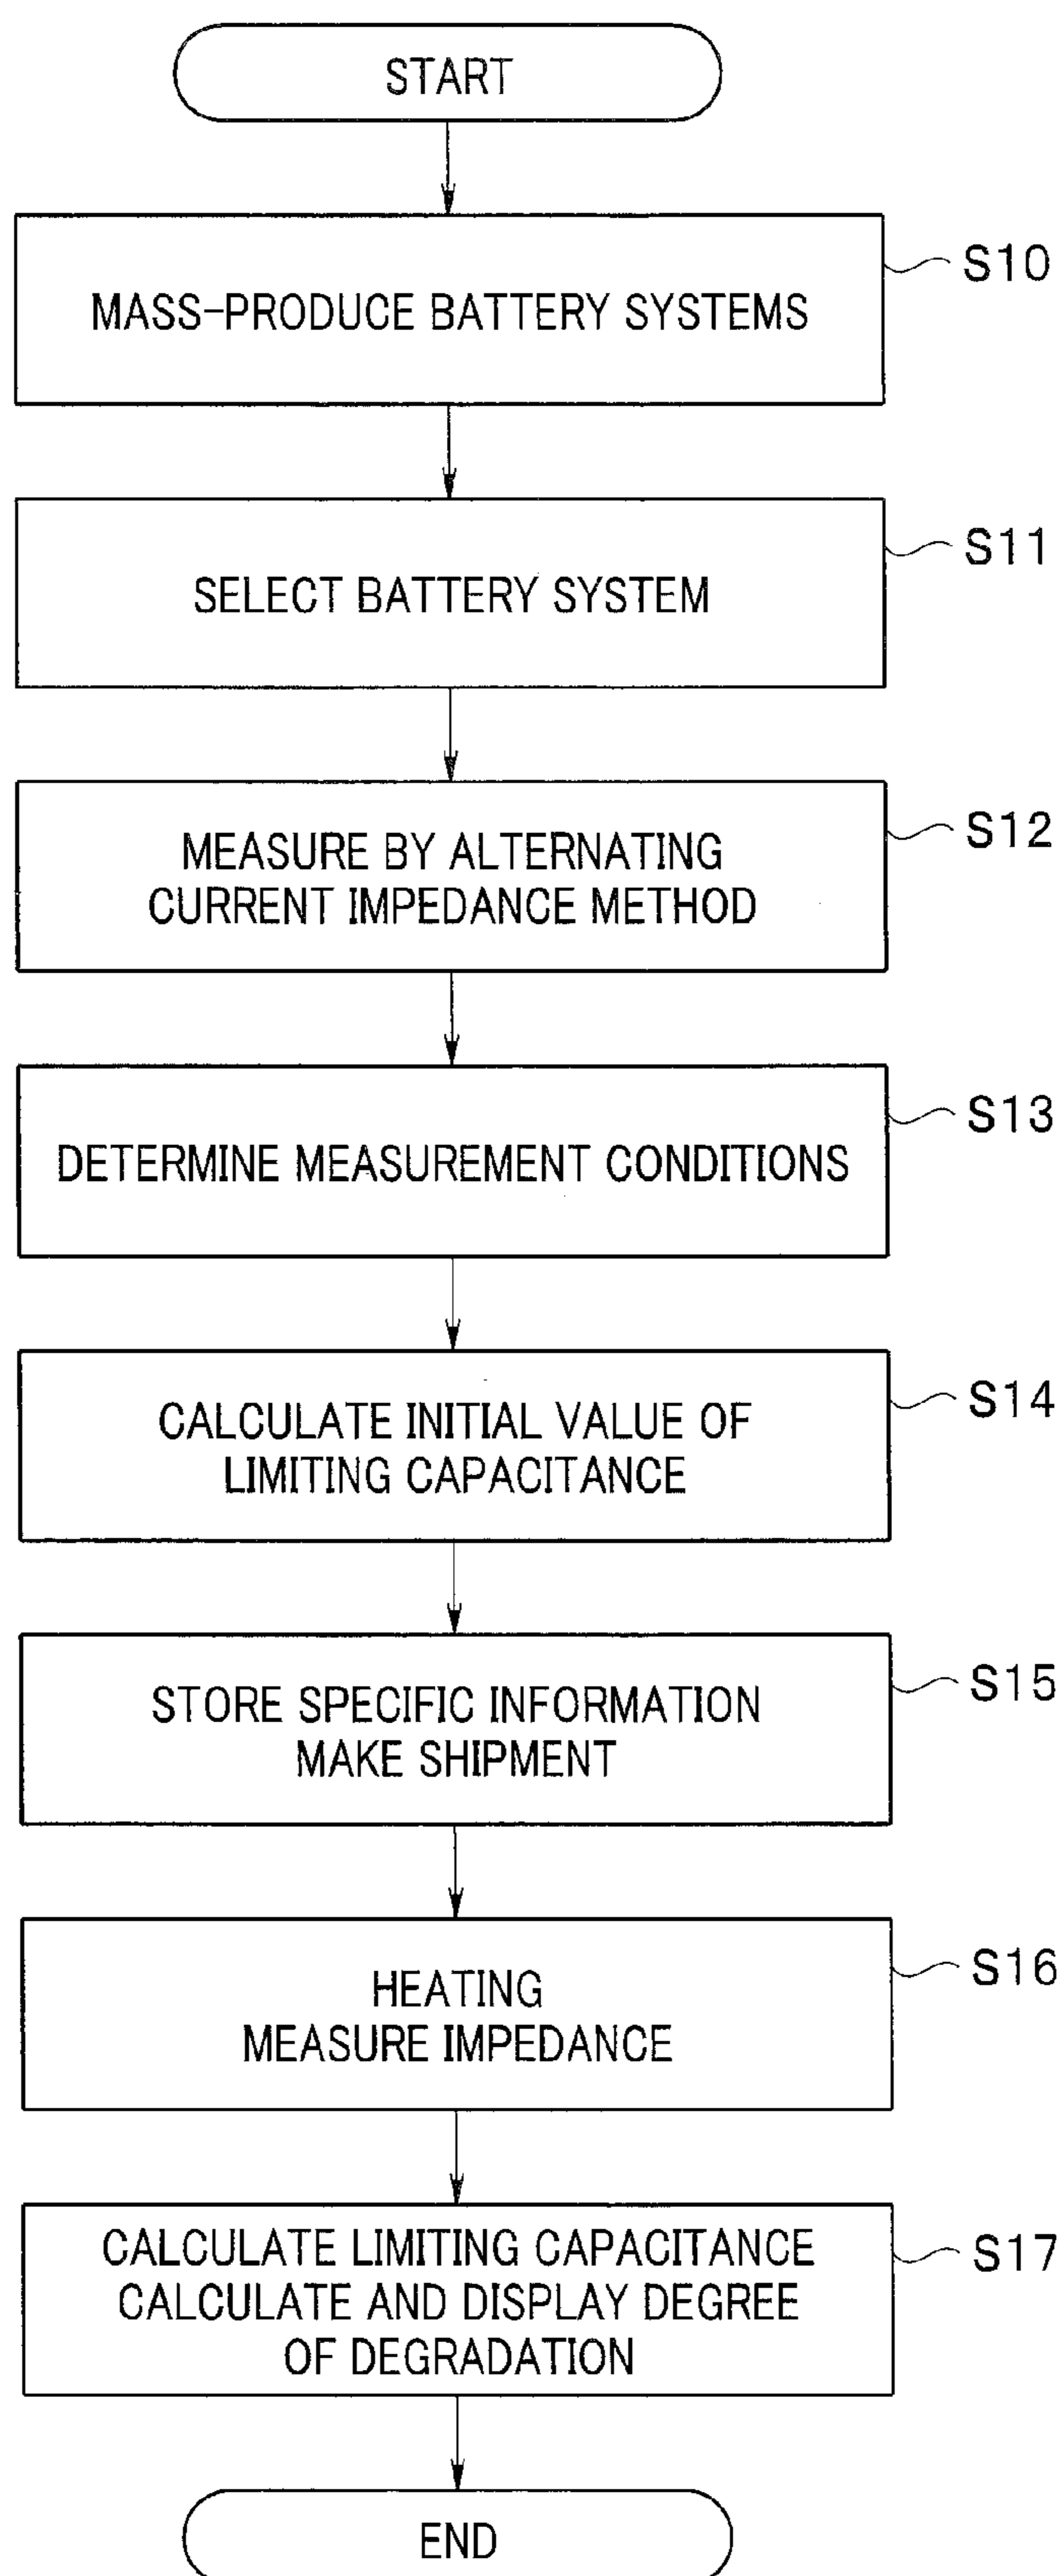 START
S10
MASS-PRODUCE BATTERY SYSTEMS
S11
SELECT BATTERY SYSTEM
S12
MEASURE BY ALTERNATING
CURRENT IMPEDANCE METHOD
S13
DETERMINE MEASUREMENT CONDITIONS
S14
CALCULATE INITIAL VALUE OF
LIMITING CAPACITANCE
S15
STORE SPECIFIC INFORMATION
MAKE SHIPMENT
S16
HEATING
MEASURE IMPEDANCE
S17
CALCULATE LIMITING CAPACITANCE
CALCULATE AND DISPLAY DEGREE
OF DEGRADATION
END